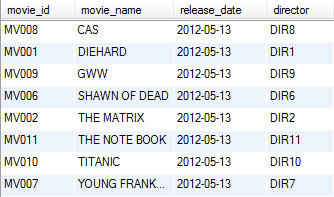 movie_id movie_name release_date director
MV008 CAS 2012-05-13 DIR8
MV001 DIEHARD 2012-05-13 DIR1
MV009 GWW 2012-05-13 DIR9
MV006 SHAWN OF DEAD 2012-05-13 DIR6
MV002 THE MATRIX 2012-05-13 DIR2
MV011 THE NOTE BOOK 2012-05-13 DIR11
MV010 TITANIC 2012-05-13 DIR10
MV007 YOUNG FRANK... 2012-05-13 DIR7